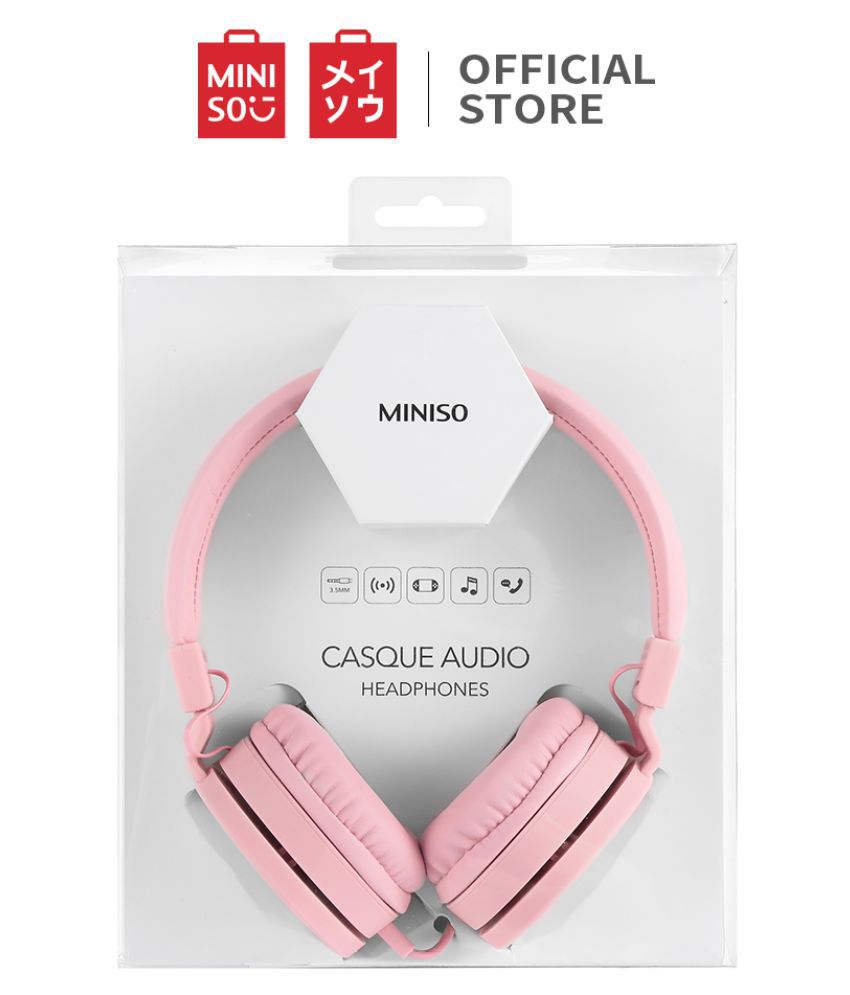 MINI
SO
メイ
ソウ
OFFICIAL
STORE
MINISO
3.5MM
CASQUE AUDIO
HEADPHONES